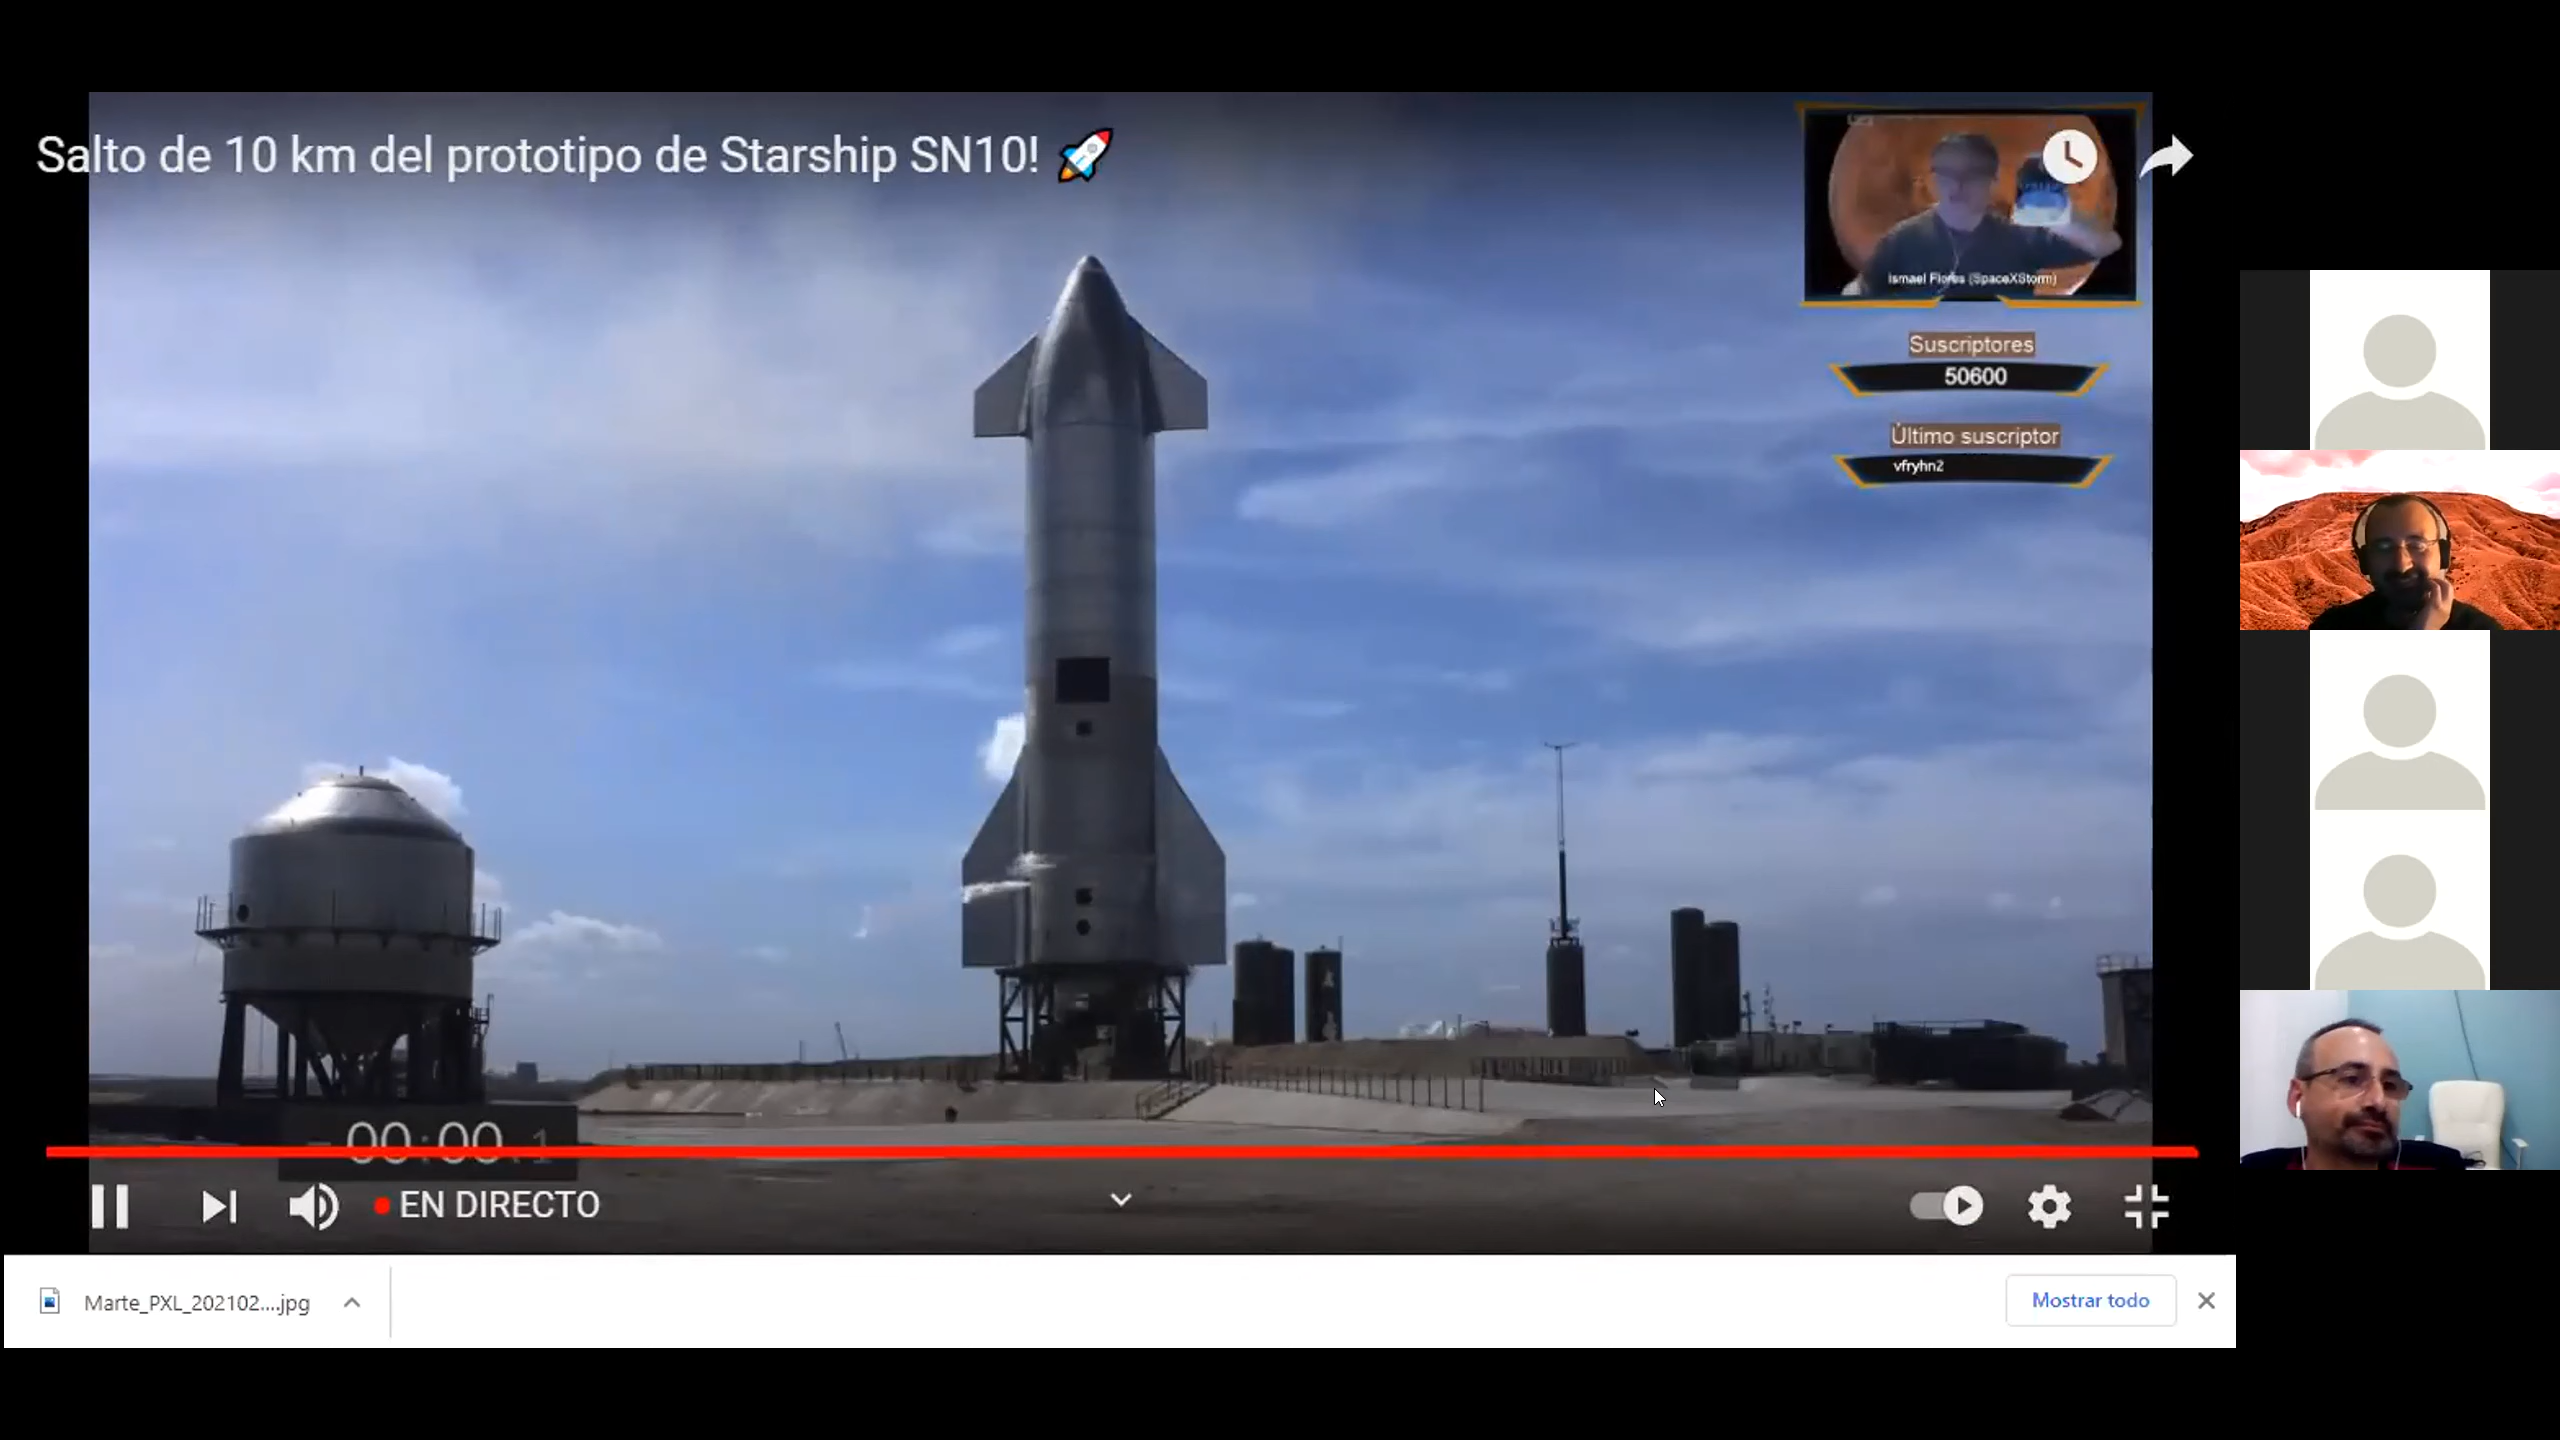 Salto de 10 km del prototipo de Starship SN10! 🚀
Ismael Flores (SpaceXStorm)
Suscriptores
50600
Último suscriptor
vfryhn2
00:00
EN DIRECTO
Marte_PXL_202102....jpg
Mostrar todo